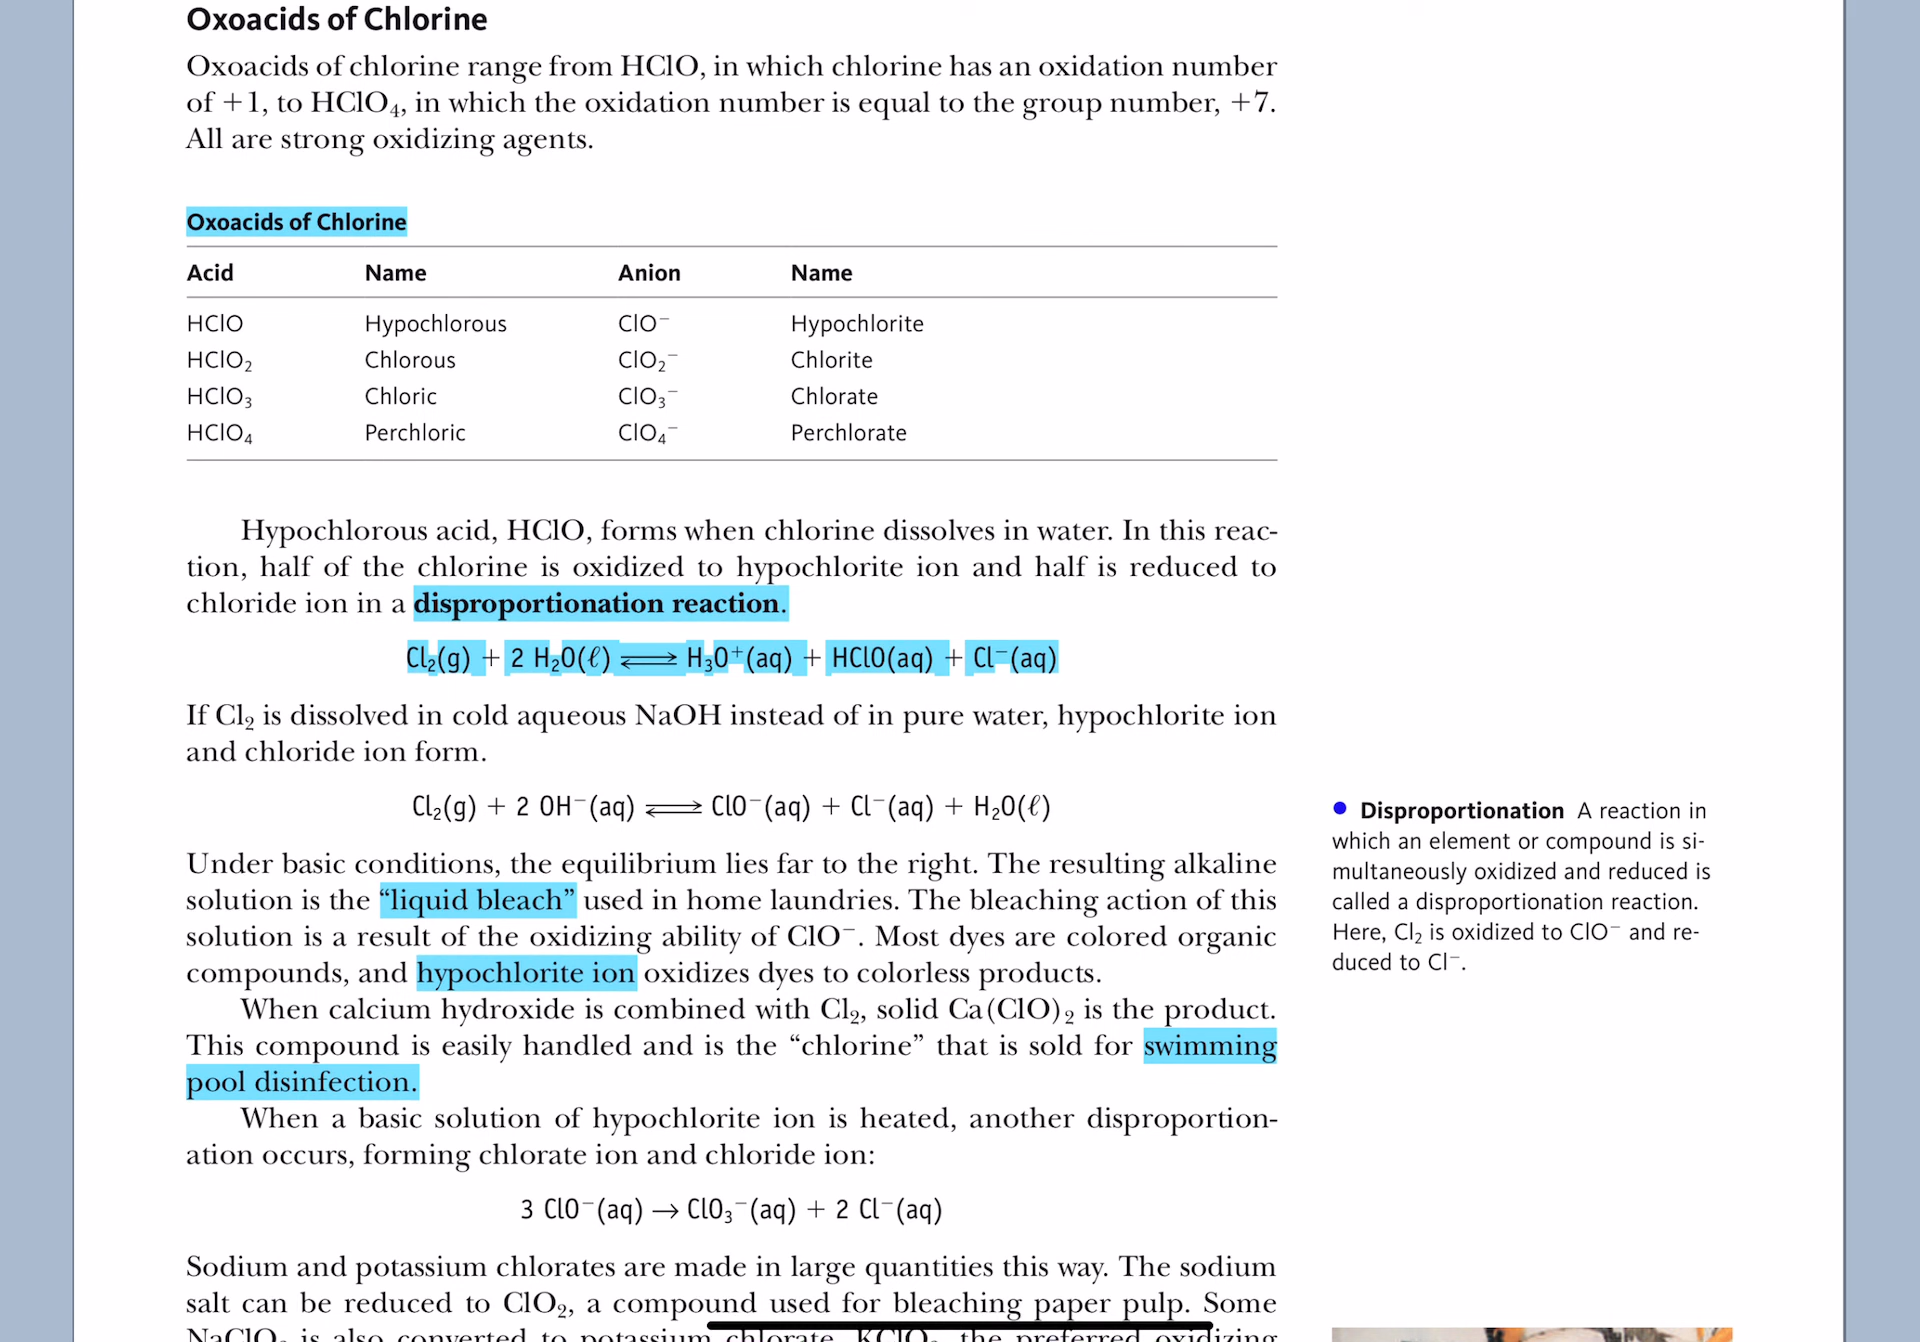 Oxoacids of Chlorine
Oxoacids of chlorine range from HClO, in which chlorine has an oxidation number
of +1, to HClO₄, in which the oxidation number is equal to the group number, +7.
All are strong oxidizing agents.
Oxoacids of Chlorine
Acid Name Anion Name
HClO Hypochlorous ClO⁻ Hypochlorite
HClO₂ Chlorous ClO₂⁻ Chlorite
HClO₃ Chloric ClO₃⁻ Chlorate
HClO₄ Perchloric ClO₄⁻ Perchlorate
Hypochlorous acid, HClO, forms when chlorine dissolves in water. In this reac-
tion, half of the chlorine is oxidized to hypochlorite ion and half is reduced to
chloride ion in a disproportionation reaction.
Cl₂(g) + 2 H₂O(ℓ) ⇌ H₃O⁺(aq) + HClO(aq) + Cl⁻(aq)
If Cl₂ is dissolved in cold aqueous NaOH instead of in pure water, hypochlorite ion
and chloride ion form.
Cl₂(g) + 2 OH⁻(aq) ⇌ ClO⁻(aq) + Cl⁻(aq) + H₂O(ℓ)
Under basic conditions, the equilibrium lies far to the right. The resulting alkaline
solution is the “liquid bleach” used in home laundries. The bleaching action of this
solution is a result of the oxidizing ability of ClO⁻. Most dyes are colored organic
compounds, and hypochlorite ion oxidizes dyes to colorless products.
When calcium hydroxide is combined with Cl₂, solid Ca(ClO)₂ is the product.
This compound is easily handled and is the “chlorine” that is sold for swimming
pool disinfection.
When a basic solution of hypochlorite ion is heated, another disproportion-
ation occurs, forming chlorate ion and chloride ion:
3 ClO⁻(aq) → ClO₃⁻(aq) + 2 Cl⁻(aq)
Sodium and potassium chlorates are made in large quantities this way. The sodium
salt can be reduced to ClO₂, a compound used for bleaching paper pulp. Some
NaClO₃ is also converted to potassium chlorate, KClO₃, the preferred oxidizing
• Disproportionation A reaction in
which an element or compound is si-
multaneously oxidized and reduced is
called a disproportionation reaction.
Here, Cl₂ is oxidized to ClO⁻ and re-
duced to Cl⁻.